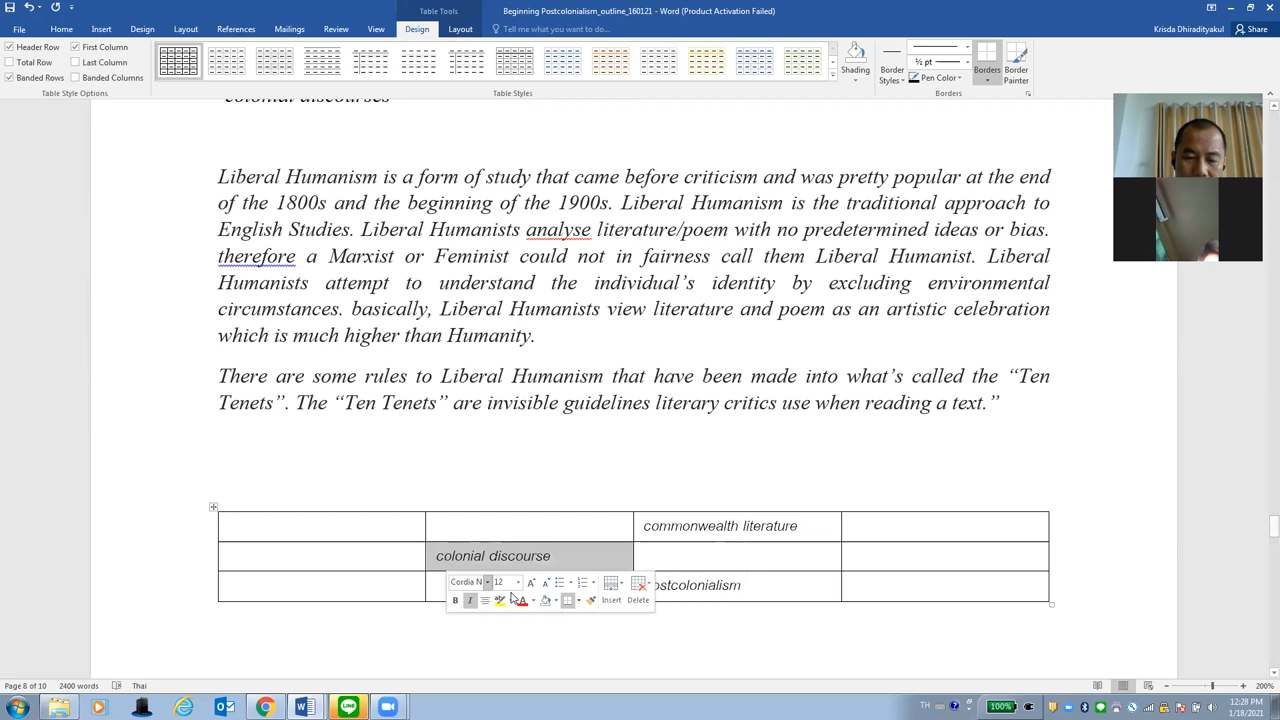 Table Tools
Beginning Postcolonialism_outline_160121 - Word (Product Activation Failed)
Krisda Dhiradityakul
File Home Insert Draw Design Layout References Mailings Review View Design Layout Tell me what you want to do... Krisda Dhiradityakul Share
Header Row First Column
Total Row Last Column
Banded Rows Banded Columns
Table Style Options
Table Styles
Shading
Border Styles
½ pt
Pen Color
Borders
Border Painter
Borders
colonial discourses
Liberal Humanism is a form of study that came before criticism and was pretty popular at the end
of the 1800s and the beginning of the 1900s. Liberal Humanism is the traditional approach to
English Studies. Liberal Humanists analyse literature/poem with no predetermined ideas or bias.
therefore a Marxist or Feminist could not in fairness call them Liberal Humanist. Liberal
Humanists attempt to understand the individual’s identity by excluding environmental
circumstances. basically, Liberal Humanists view literature and poem as an artistic celebration
which is much higher than Humanity.
There are some rules to Liberal Humanism that have been made into what’s called the “Ten
Tenets”. The “Ten Tenets” are invisible guidelines literary critics use when reading a text.”
commonwealth literature
colonial discourse
ostcolonialism
Cordia N 12
B I A Insert Delete
Page 8 of 10 2400 words Thai
200%
TH 100% 12:28 PM
1/18/2021